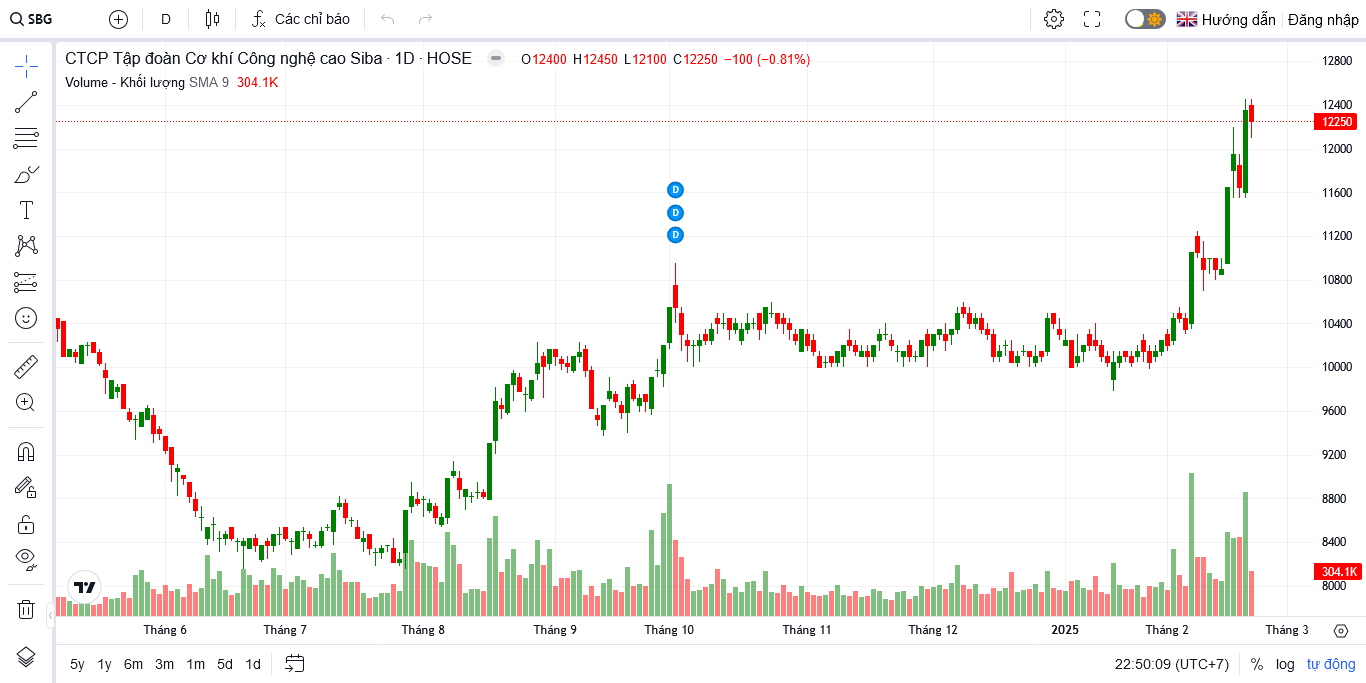 SBG D Các chỉ báo Hướng dẫn Đăng nhập
CTCP Tập đoàn Cơ khí Công nghệ cao Siba · 1D · HOSE O12400 H12450 L12100 C12250 −100 (−0.81%)
Volume - Khối lượng SMA 9 304.1K
12800
12400
12250
12000
11600
D
D
D
11200
10800
10400
10000
9600
9200
8800
8400
304.1K
8000
Tháng 6 Tháng 7 Tháng 8 Tháng 9 Tháng 10 Tháng 11 Tháng 12 2025 Tháng 2 Tháng 3
5y 1y 6m 3m 1m 5d 1d 22:50:09 (UTC+7) % log tự động